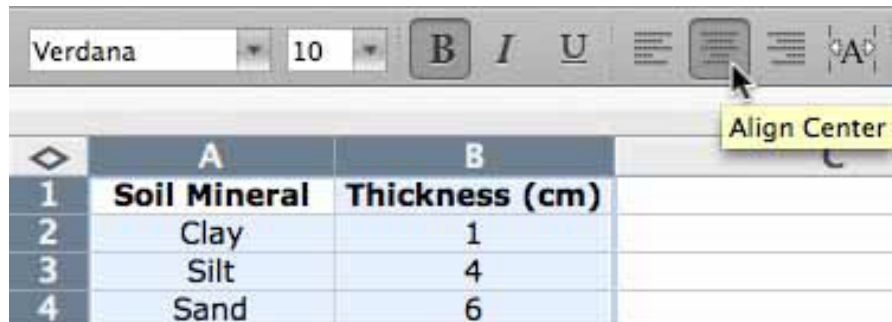 Verdana 10 B I U A
Align Center
A B C
1 Soil Mineral Thickness (cm)
2 Clay 1
3 Silt 4
4 Sand 6